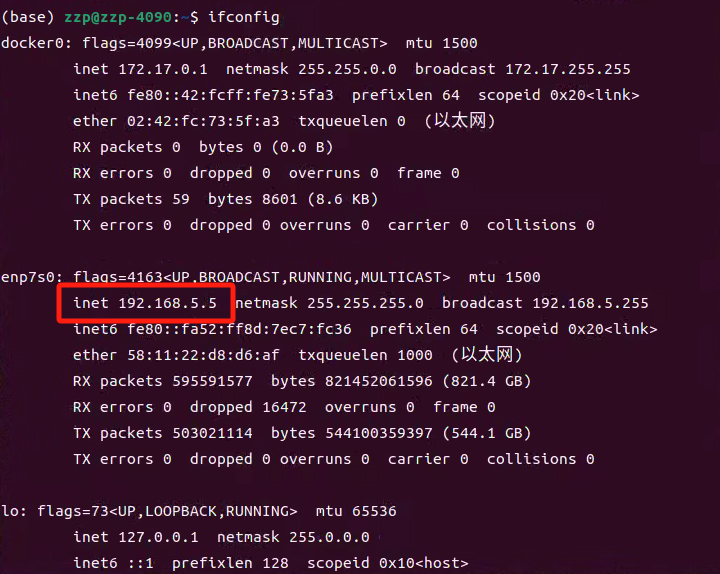 (base) zzp@zzp-4090:~$ ifconfig
docker0: flags=4099<UP,BROADCAST,MULTICAST>  mtu 1500
        inet 172.17.0.1  netmask 255.255.0.0  broadcast 172.17.255.255
        inet6 fe80::42:fcff:fe73:5fa3  prefixlen 64  scopeid 0x20<link>
        ether 02:42:fc:73:5f:a3  txqueuelen 0  (以太网)
        RX packets 0  bytes 0 (0.0 B)
        RX errors 0  dropped 0  overruns 0  frame 0
        TX packets 59  bytes 8601 (8.6 KB)
        TX errors 0  dropped 0 overruns 0  carrier 0  collisions 0
enp7s0: flags=4163<UP,BROADCAST,RUNNING,MULTICAST>  mtu 1500
        inet 192.168.5.5  netmask 255.255.255.0  broadcast 192.168.5.255
        inet6 fe80::fa52:ff8d:7ec7:fc36  prefixlen 64  scopeid 0x20<link>
        ether 58:11:22:d8:d6:af  txqueuelen 1000  (以太网)
        RX packets 595591577  bytes 821452061596 (821.4 GB)
        RX errors 0  dropped 16472  overruns 0  frame 0
        TX packets 503021114  bytes 544100359397 (544.1 GB)
        TX errors 0  dropped 0 overruns 0  carrier 0  collisions 0
lo: flags=73<UP,LOOPBACK,RUNNING>  mtu 65536
        inet 127.0.0.1  netmask 255.0.0.0
        inet6 ::1  prefixlen 128  scopeid 0x10<host>